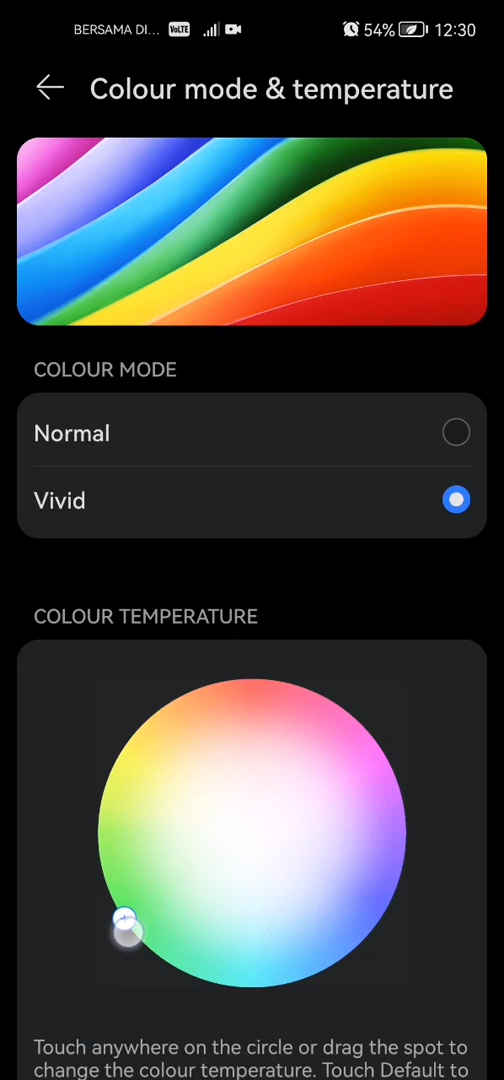 BERSAMA DI... VoLTE 54% 12:30
Colour mode & temperature
COLOUR MODE
Normal
Vivid
COLOUR TEMPERATURE
Touch anywhere on the circle or drag the spot to
change the colour temperature. Touch Default to